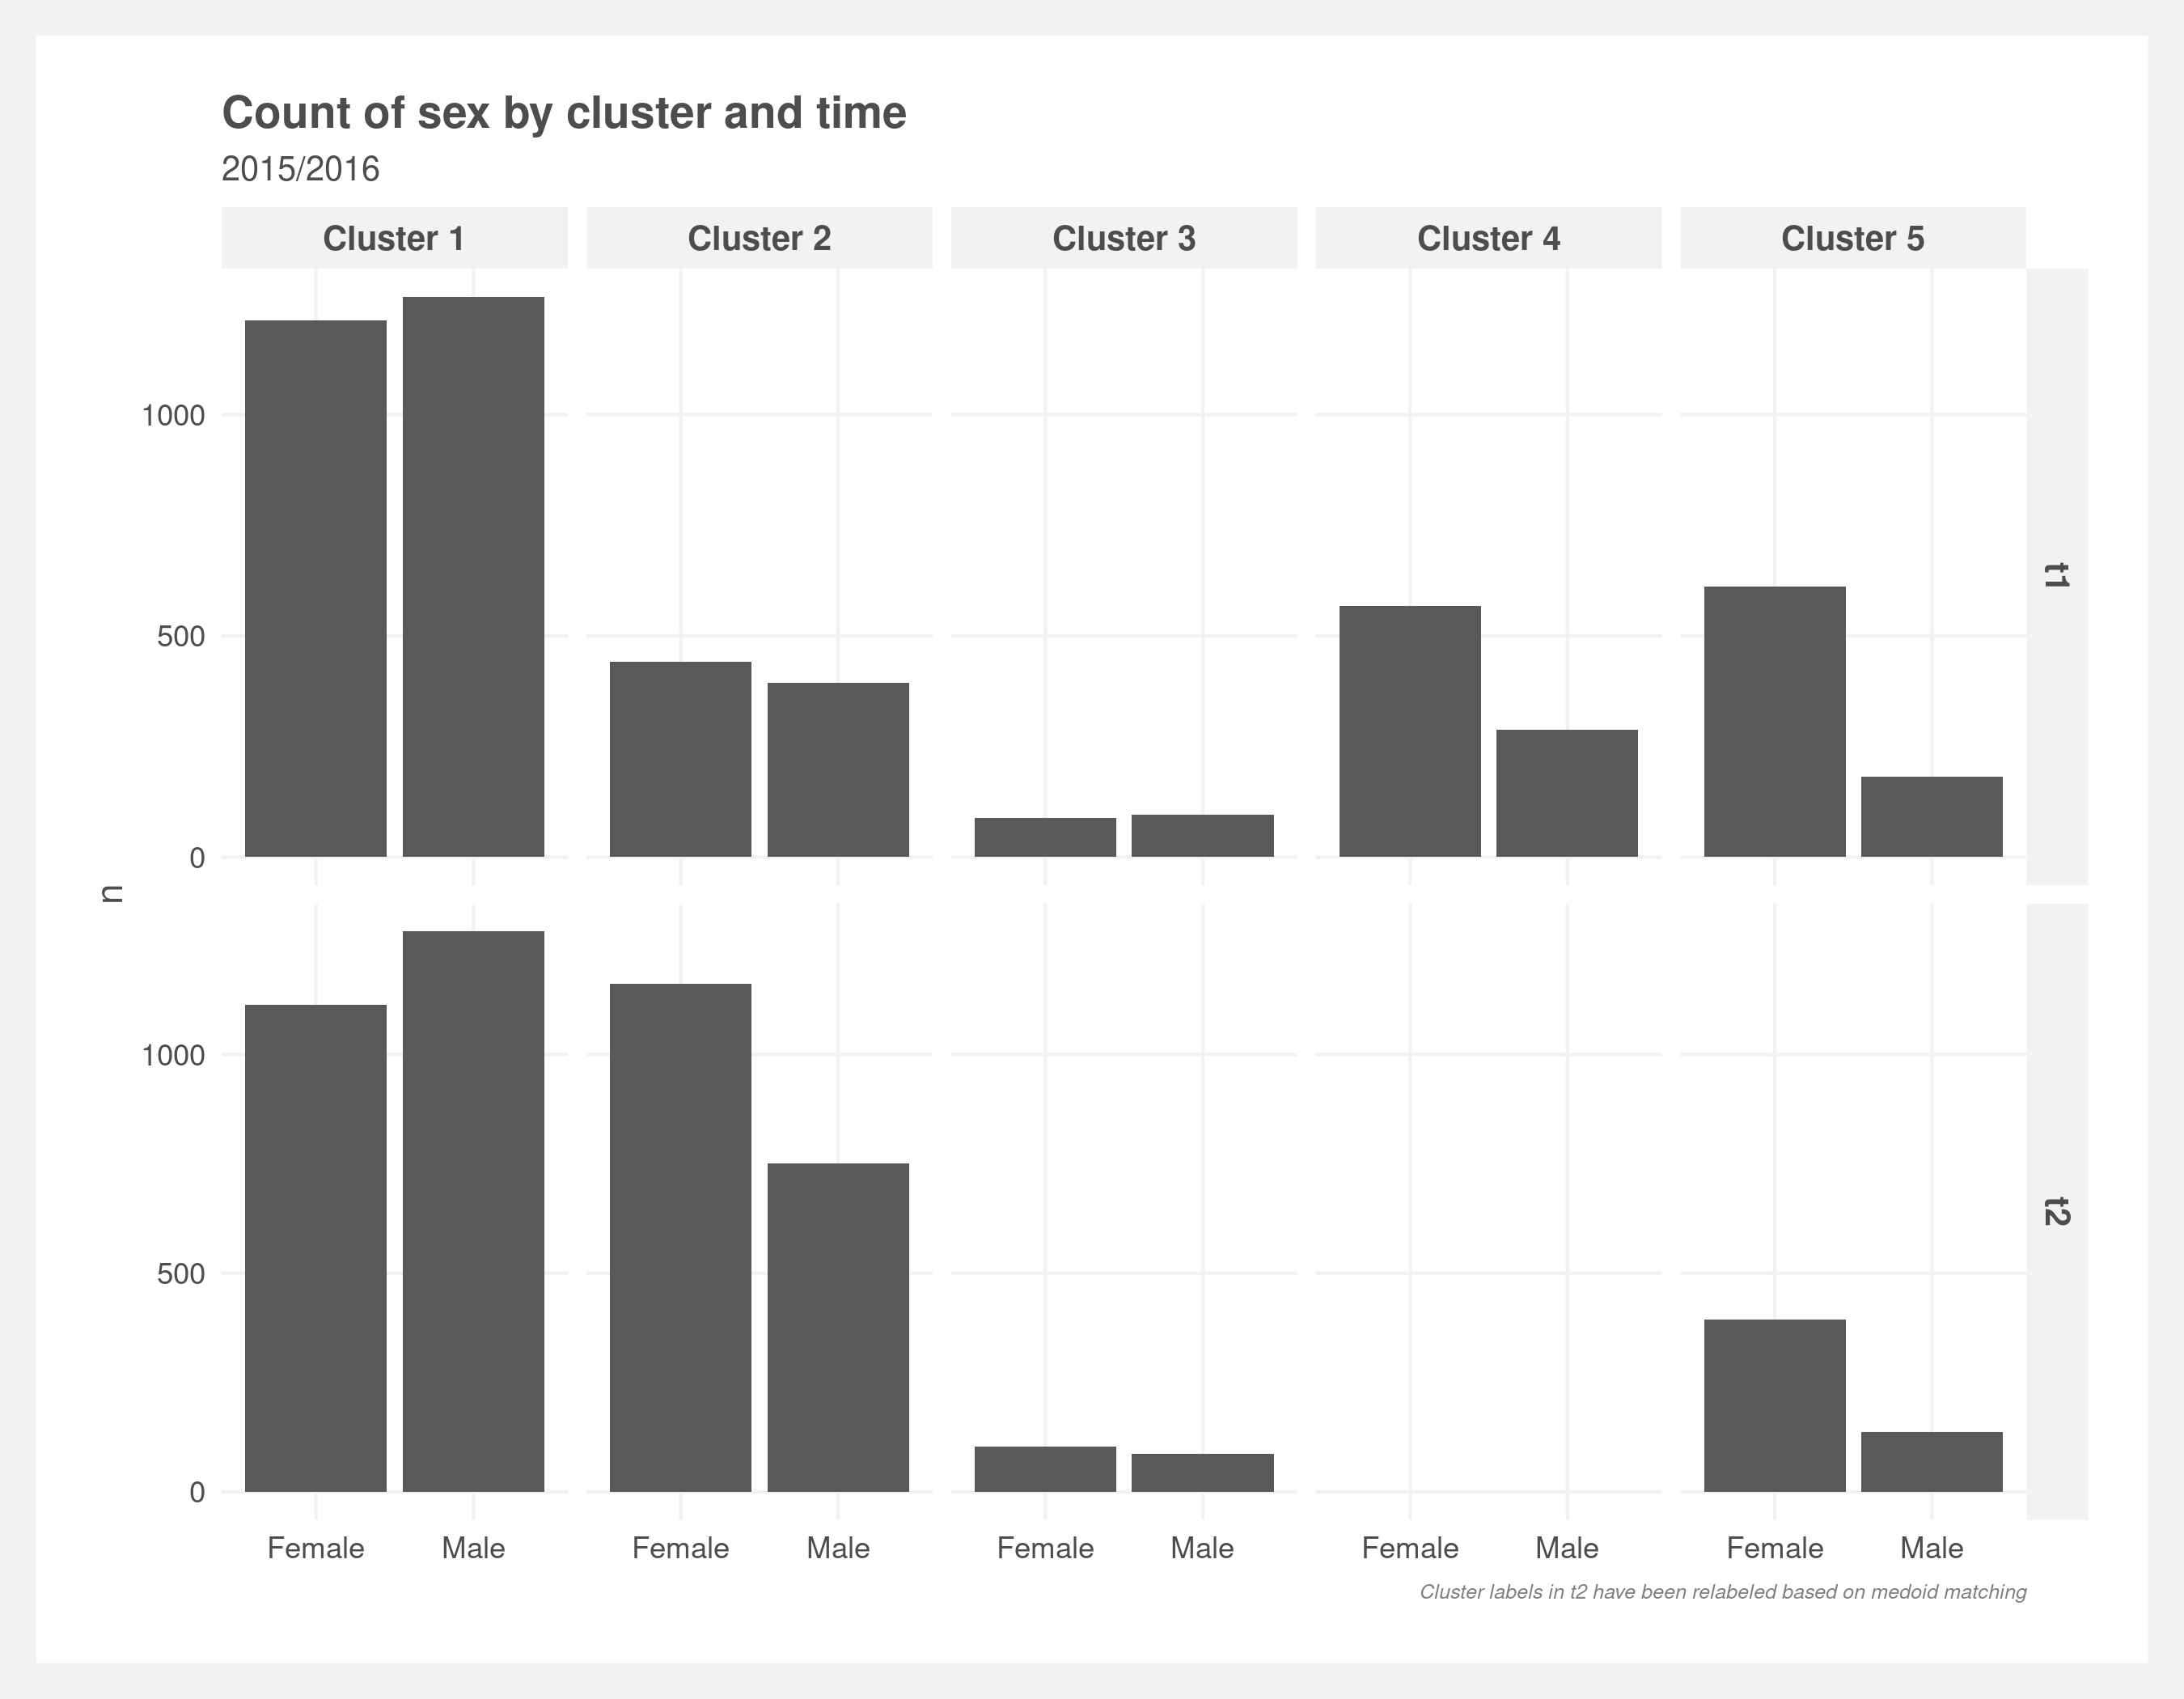 Count of sex by cluster and time
2015/2016
Cluster 1 Cluster 2 Cluster 3 Cluster 4 Cluster 5
1000
500
0
t1
n
1000
500
0
t2
Female Male Female Male Female Male Female Male Female Male
Cluster labels in t2 have been relabeled based on medoid matching